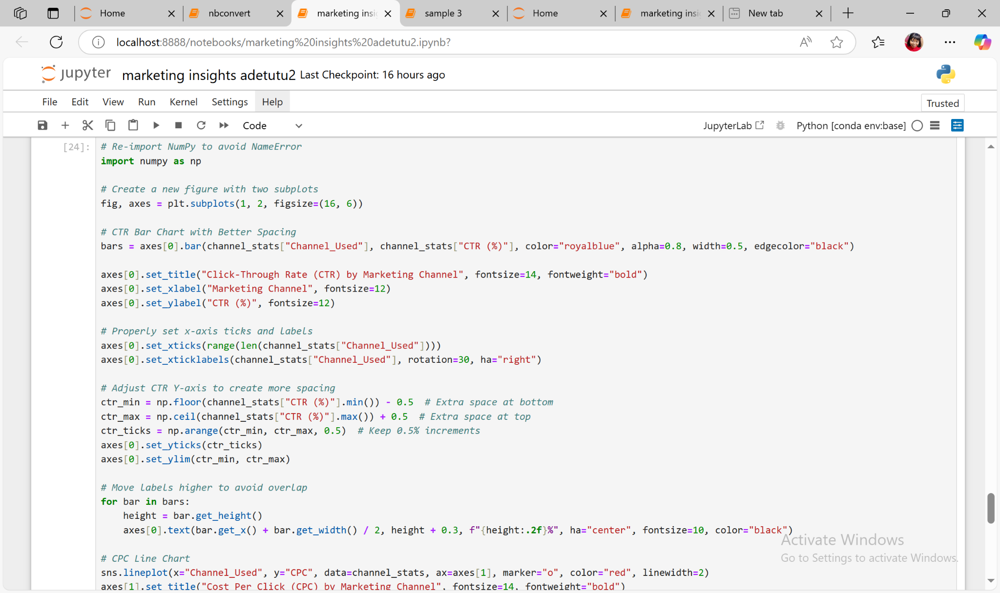 Home
nbconvert
marketing insi
sample 3
Home
marketing insi
New tab
localhost:8888/notebooks/marketing%20insights%20adetutu2.ipynb?
jupyter marketing insights adetutu2 Last Checkpoint: 16 hours ago
File Edit View Run Kernel Settings Help
Trusted
Code
JupyterLab
Python [conda env:base]
[24]:
# Re-import NumPy to avoid NameError
import numpy as np

# Create a new figure with two subplots
fig, axes = plt.subplots(1, 2, figsize=(16, 6))

# CTR Bar Chart with Better Spacing
bars = axes[0].bar(channel_stats["Channel_Used"], channel_stats["CTR (%)"], color="royalblue", alpha=0.8, width=0.5, edgecolor="black")

axes[0].set_title("Click-Through Rate (CTR) by Marketing Channel", fontsize=14, fontweight="bold")
axes[0].set_xlabel("Marketing Channel", fontsize=12)
axes[0].set_ylabel("CTR (%)", fontsize=12)

# Properly set x-axis ticks and labels
axes[0].set_xticks(range(len(channel_stats["Channel_Used"])))
axes[0].set_xticklabels(channel_stats["Channel_Used"], rotation=30, ha="right")

# Adjust CTR Y-axis to create more spacing
ctr_min = np.floor(channel_stats["CTR (%)"].min()) - 0.5  # Extra space at bottom
ctr_max = np.ceil(channel_stats["CTR (%)"].max()) + 0.5  # Extra space at top
ctr_ticks = np.arange(ctr_min, ctr_max, 0.5)  # Keep 0.5% increments
axes[0].set_yticks(ctr_ticks)
axes[0].set_ylim(ctr_min, ctr_max)

# Move labels higher to avoid overlap
for bar in bars:
    height = bar.get_height()
    axes[0].text(bar.get_x() + bar.get_width() / 2, height + 0.3, f"{height:.2f}%", ha="center", fontsize=10, color="black")

# CPC Line Chart
sns.lineplot(x="Channel_Used", y="CPC", data=channel_stats, ax=axes[1], marker="o", color="red", linewidth=2)
axes[1].set_title("Cost Per Click (CPC) by Marketing Channel", fontsize=14, fontweight="bold")
Activate Windows
Go to Settings to activate Windows.